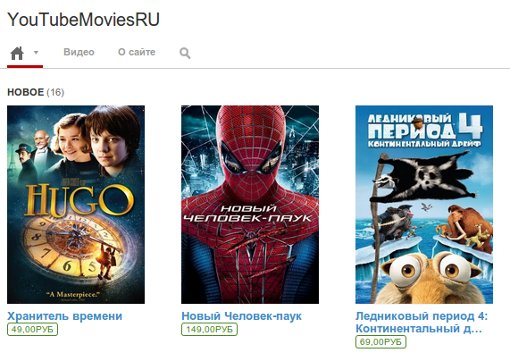 YouTubeMoviesRU
Видео
О сайте
НОВОЕ (16)
HUGO
"A Masterpiece."
НОВЫЙ
ЧЕЛОВЕК-ПАУК
ЛЕДНИКОВЫЙ
ПЕРИОД 4
КОНТИНЕНТАЛЬНЫЙ ДРЕЙФ
Хранитель времени
49,00РУБ
Новый Человек-паук
149,00РУБ
Ледниковый период 4:
Континентальный д...
69,00РУБ